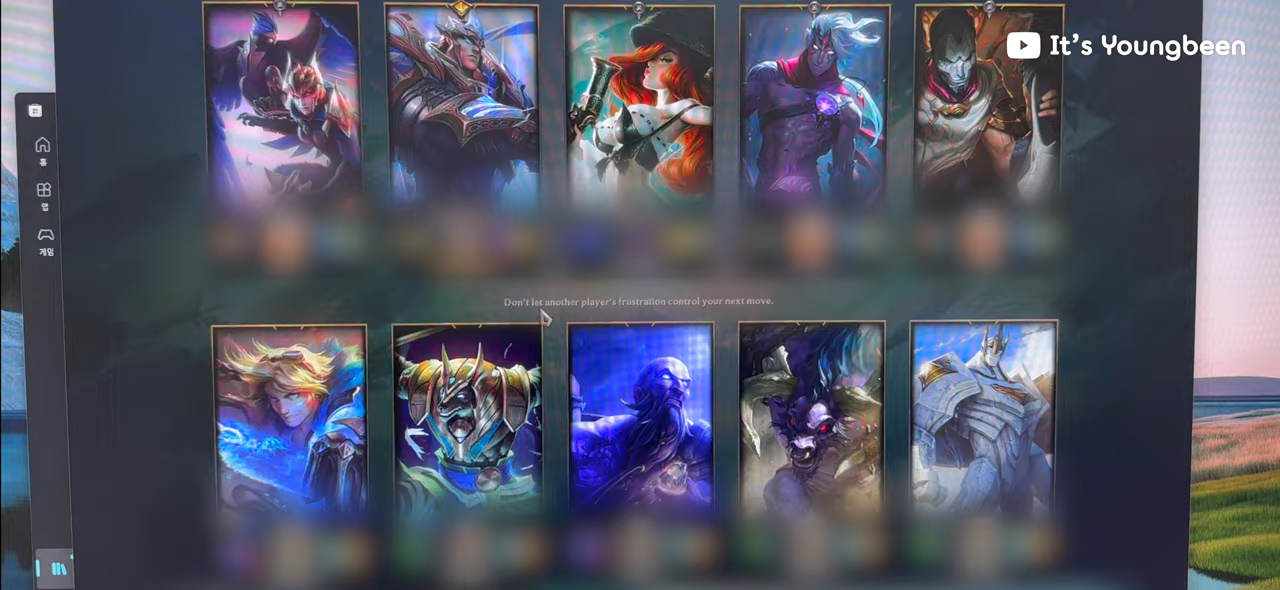 It's Youngbeen
홈
앱
게임
Don't let another player's frustration control your next move.